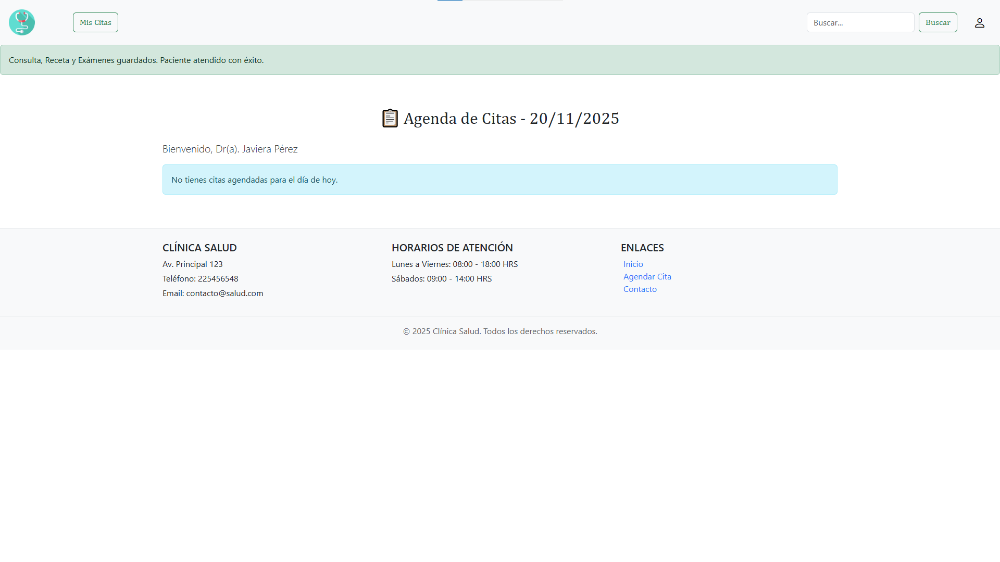 Mis Citas
Buscar...
Buscar
Consulta, Receta y Exámenes guardados. Paciente atendido con éxito.
Agenda de Citas - 20/11/2025
Bienvenido, Dr(a). Javiera Pérez
No tienes citas agendadas para el día de hoy.
CLÍNICA SALUD
Av. Principal 123
Teléfono: 225456548
Email: contacto@salud.com
HORARIOS DE ATENCIÓN
Lunes a Viernes: 08:00 - 18:00 HRS
Sábados: 09:00 - 14:00 HRS
ENLACES
Inicio
Agendar Cita
Contacto
© 2025 Clínica Salud. Todos los derechos reservados.